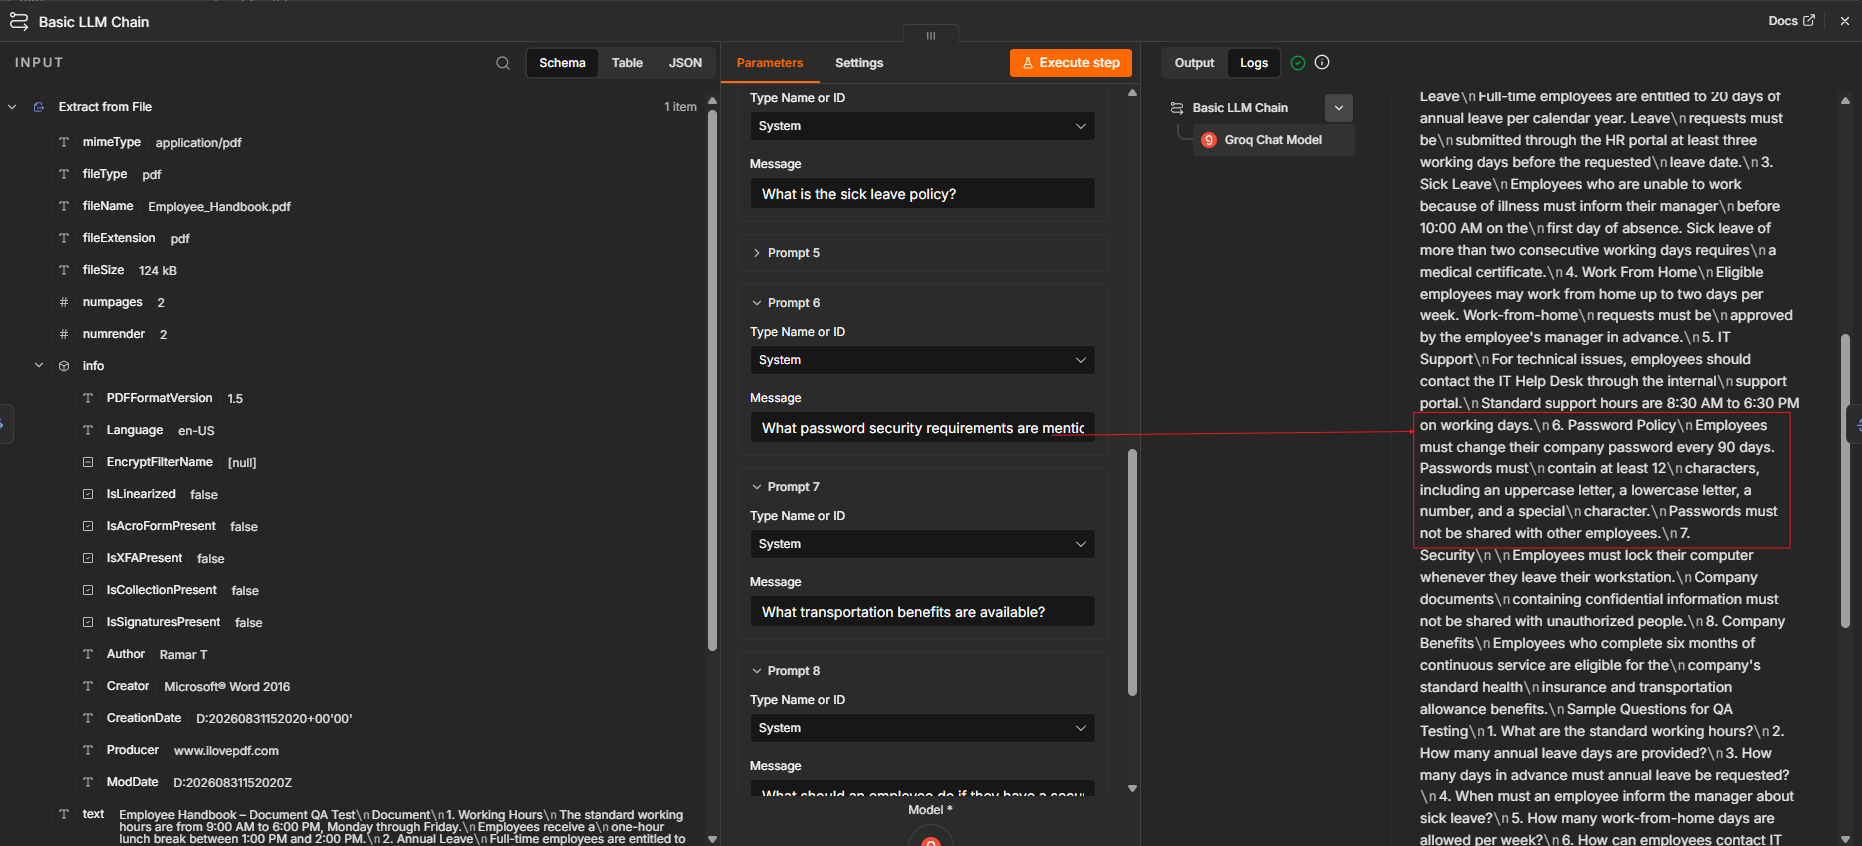 Basic LLM Chain
Docs
INPUT
Schema
Table
JSON
Extract from File
1 item
T mimeType application/pdf
T fileType pdf
T fileName Employee_Handbook.pdf
T fileExtension pdf
T fileSize 124 kB
# numpages 2
# numrender 2
info
T PDFFormatVersion 1.5
T Language en-US
EncryptFilterName [null]
IsLinearized false
IsAcroFormPresent false
IsXFAPresent false
IsCollectionPresent false
IsSignaturesPresent false
T Author Ramar T
T Creator Microsoft® Word 2016
T CreationDate D:20260831152020+00'00'
T Producer www.ilovepdf.com
T ModDate D:20260831152020Z
T text Employee Handbook – Document QA Test\n Document\n 1. Working Hours\n The standard working
hours are from 9:00 AM to 6:00 PM, Monday through Friday.\n Employees receive a\n one-hour
lunch break between 1:00 PM and 2:00 PM.\n 2. Annual Leave\n Full-time employees are entitled to
Parameters
Settings
Execute step
Type Name or ID
System
Message
What is the sick leave policy?
Prompt 5
Prompt 6
Type Name or ID
System
Message
What password security requirements are mentic
Prompt 7
Type Name or ID
System
Message
What transportation benefits are available?
Prompt 8
Type Name or ID
System
Message
What should an employee do if they have a secu
Model *
Output
Logs
Basic LLM Chain
Groq Chat Model
Leave\n Full-time employees are entitled to 20 days of
annual leave per calendar year. Leave\n requests must
be\n submitted through the HR portal at least three
working days before the requested\n leave date.\n 3.
Sick Leave\n Employees who are unable to work
because of illness must inform their manager\n before
10:00 AM on the\n first day of absence. Sick leave of
more than two consecutive working days requires\n a
medical certificate.\n 4. Work From Home\n Eligible
employees may work from home up to two days per
week. Work-from-home\n requests must be\n approved
by the employee's manager in advance.\n 5. IT
Support\n For technical issues, employees should
contact the IT Help Desk through the internal\n support
portal.\n Standard support hours are 8:30 AM to 6:30 PM
on working days.\n 6. Password Policy\n Employees
must change their company password every 90 days.
Passwords must\n contain at least 12\n characters,
including an uppercase letter, a lowercase letter, a
number, and a special\n character.\n Passwords must
not be shared with other employees.\n 7.
Security\n \n Employees must lock their computer
whenever they leave their workstation.\n Company
documents\n containing confidential information must
not be shared with unauthorized people.\n 8. Company
Benefits\n Employees who complete six months of
continuous service are eligible for the\n company's
standard health\n insurance and transportation
allowance benefits.\n Sample Questions for QA
Testing\n 1. What are the standard working hours?\n 2.
How many annual leave days are provided?\n 3. How
many days in advance must annual leave be requested?
\n 4. When must an employee inform the manager about
sick leave?\n 5. How many work-from-home days are
allowed per week?\n 6. How can employees contact IT